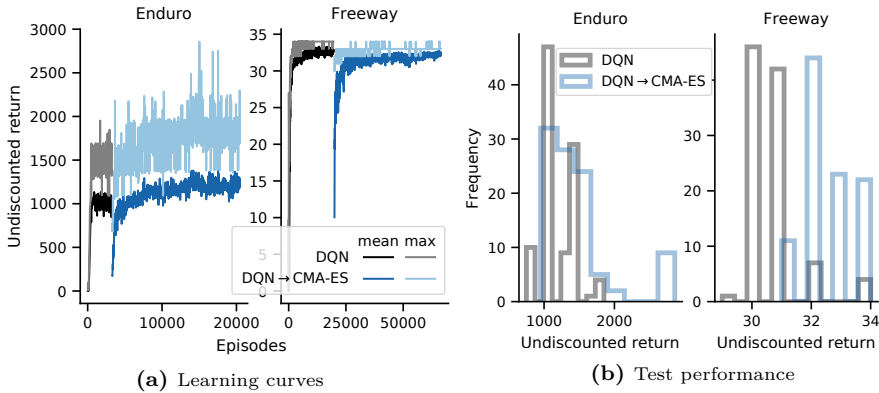 Enduro
Freeway
Undiscounted return
3000
2500
2000
1500
1000
500
0
35
30
25
20
15
10
5
0
mean max
DQN
DQN→CMA-ES
0 10000 20000
0 25000 50000
Episodes
(a) Learning curves
Enduro
Freeway
Frequency
40
30
20
10
0
DQN
DQN→CMA-ES
1000 2000
30 32 34
Undiscounted return
Undiscounted return
(b) Test performance